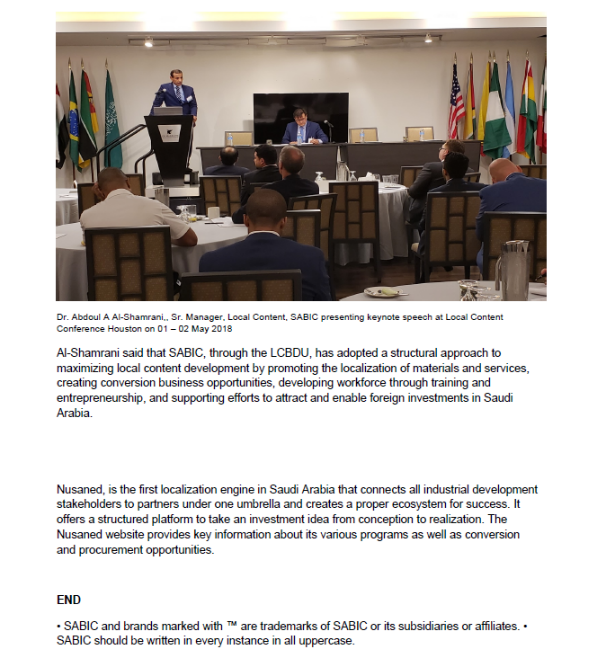 Dr. Abdoul A Al-Shamrani,, Sr. Manager, Local Content, SABIC presenting keynote speech at Local Content
Conference Houston on 01 – 02 May 2018
Al-Shamrani said that SABIC, through the LCBDU, has adopted a structural approach to
maximizing local content development by promoting the localization of materials and services,
creating conversion business opportunities, developing workforce through training and
entrepreneurship, and supporting efforts to attract and enable foreign investments in Saudi
Arabia.
Nusaned, is the first localization engine in Saudi Arabia that connects all industrial development
stakeholders to partners under one umbrella and creates a proper ecosystem for success. It
offers a structured platform to take an investment idea from conception to realization. The
Nusaned website provides key information about its various programs as well as conversion
and procurement opportunities.
END
• SABIC and brands marked with ™ are trademarks of SABIC or its subsidiaries or affiliates. •
SABIC should be written in every instance in all uppercase.